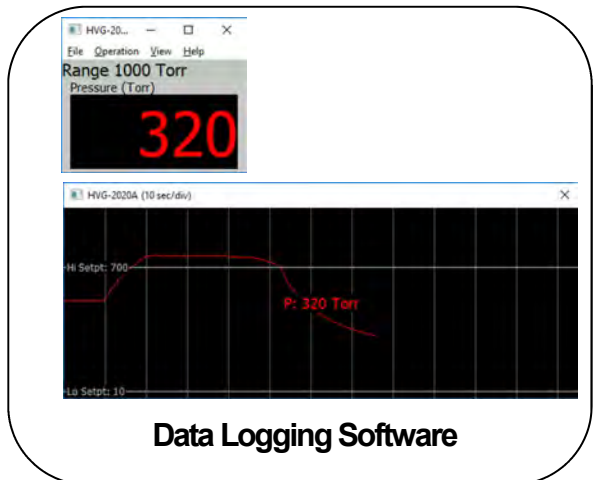 HVG-20...
File Operation View Help
Range 1000 Torr
Pressure (Torr)
320
HVG-2020A (10 sec/div)
Hi Setpt: 700
P: 320 Torr
Lo Setpt: 10
Data Logging Software